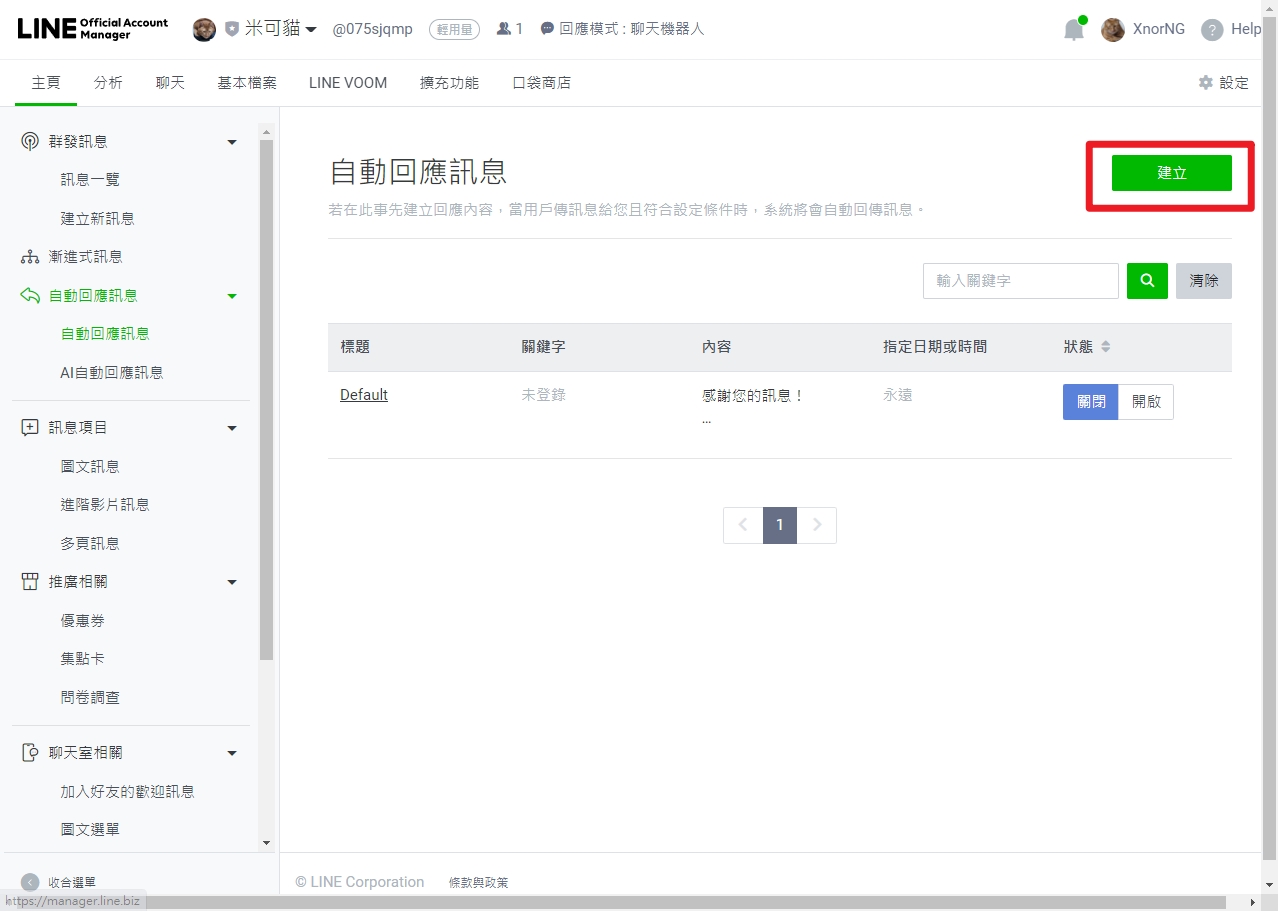 LINE Official Account Manager
米可貓 @075sjqmp 輕用量 1 回應模式 : 聊天機器人
XnorNG ? Help
主頁 分析 聊天 基本檔案 LINE VOOM 擴充功能 口袋商店 設定
群發訊息
訊息一覽
建立新訊息
漸進式訊息
自動回應訊息
自動回應訊息
AI自動回應訊息
訊息項目
圖文訊息
進階影片訊息
多頁訊息
推廣相關
優惠券
集點卡
問卷調查
聊天室相關
加入好友的歡迎訊息
圖文選單
收合選單
https://manager.line.biz
自動回應訊息
建立
若在此事先建立回應內容，當用戶傳訊息給您且符合設定條件時，系統將會自動回傳訊息。
輸入關鍵字 清除
標題 關鍵字 內容 指定日期或時間 狀態
Default 未登錄 感謝您的訊息！ 永遠 關閉 開啟
...
1
© LINE Corporation 條款與政策